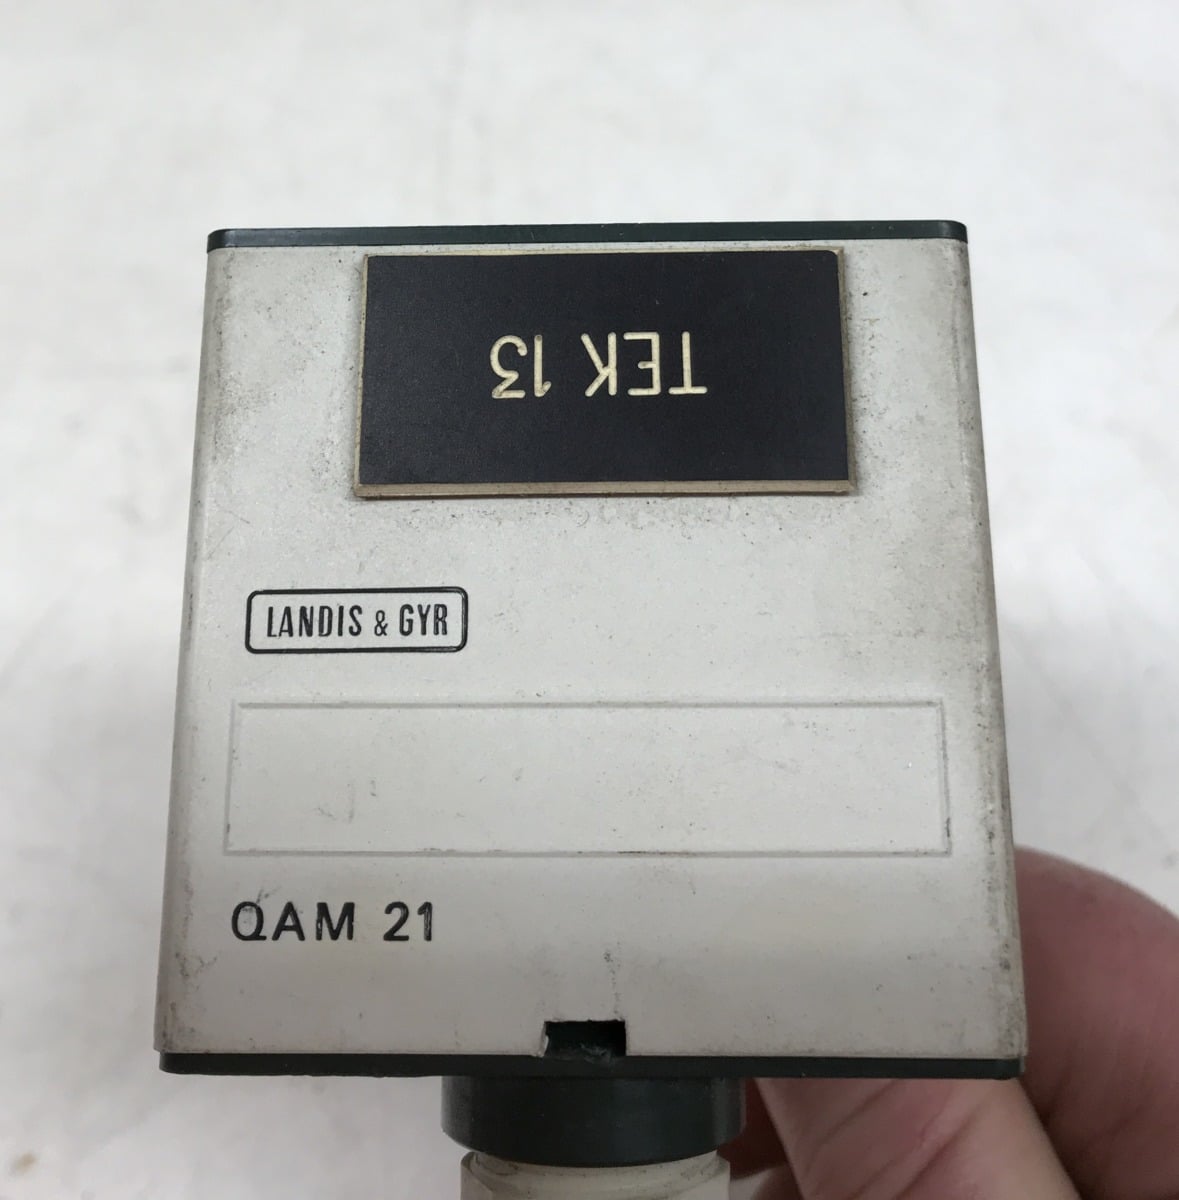 TEK 13
LANDIS & GYR
QAM 21